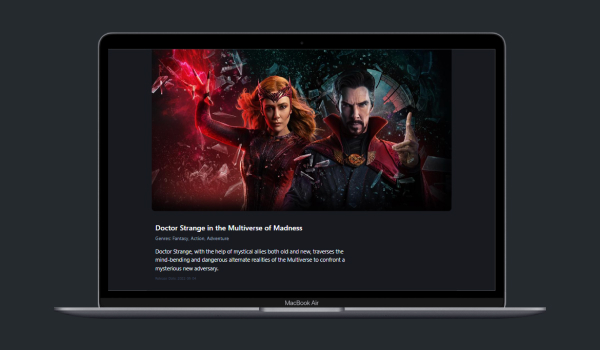 Doctor Strange in the Multiverse of Madness
Genres: Fantasy, Action, Adventure
Doctor Strange, with the help of mystical allies both old and new, traverses the
mind-bending and dangerous alternate realities of the Multiverse to confront a
mysterious new adversary.
MacBook Air